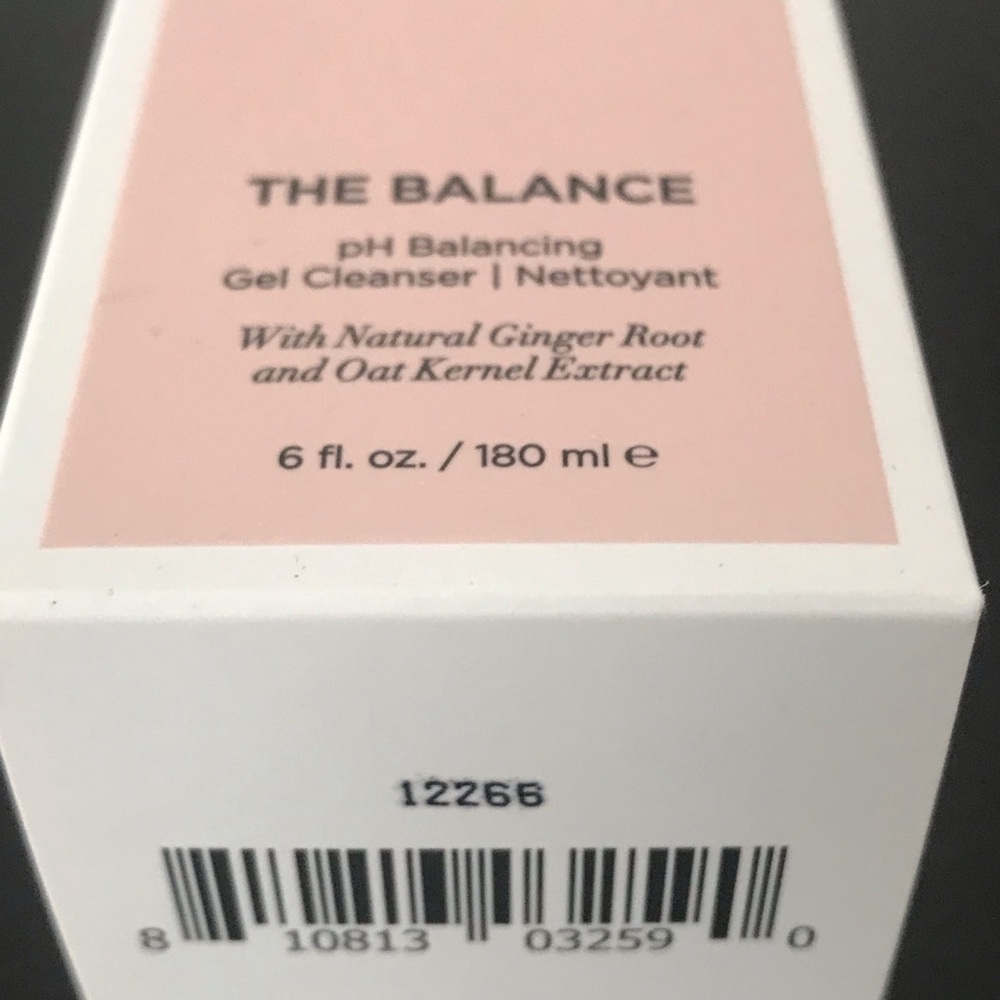 THE BALANCE
pH Balancing
Gel Cleanser | Nettoyant
With Natural Ginger Root
and Oat Kernel Extract
6 fl. oz. / 180 ml ℮
12266
8 10813 03259 0